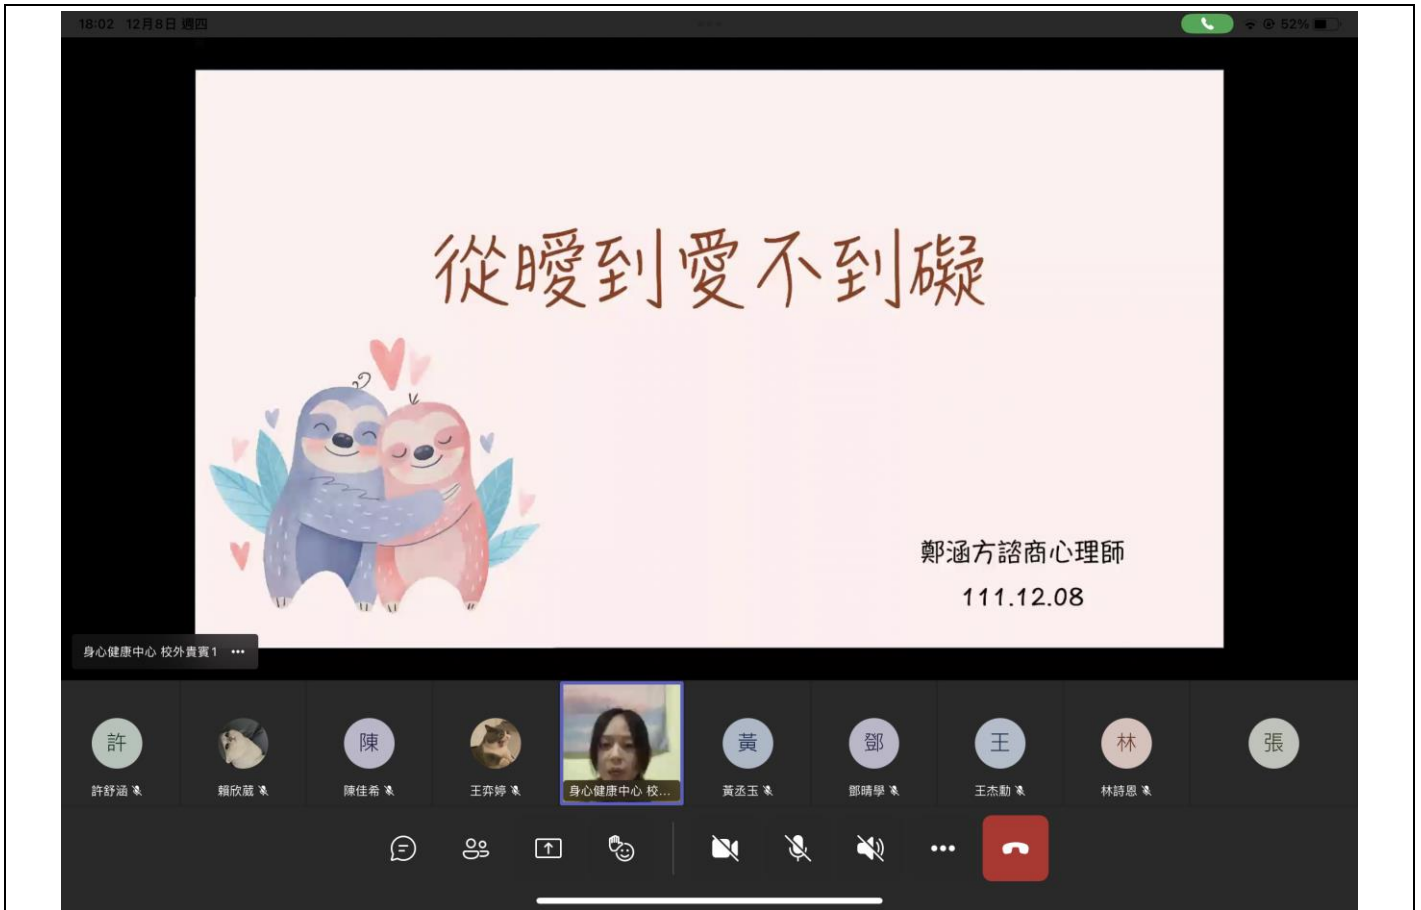 18:02 12月8日 週四
52%
從曖到愛不到礙
鄭涵方諮商心理師
111.12.08
身心健康中心 校外貴賓1 •••
許 陳 黃 鄧 王 林 張
許舒涵 賴欣葳 陳佳希 王弈婷 身心健康中心 校... 黃丞玉 鄧晴學 王杰勳 林詩恩